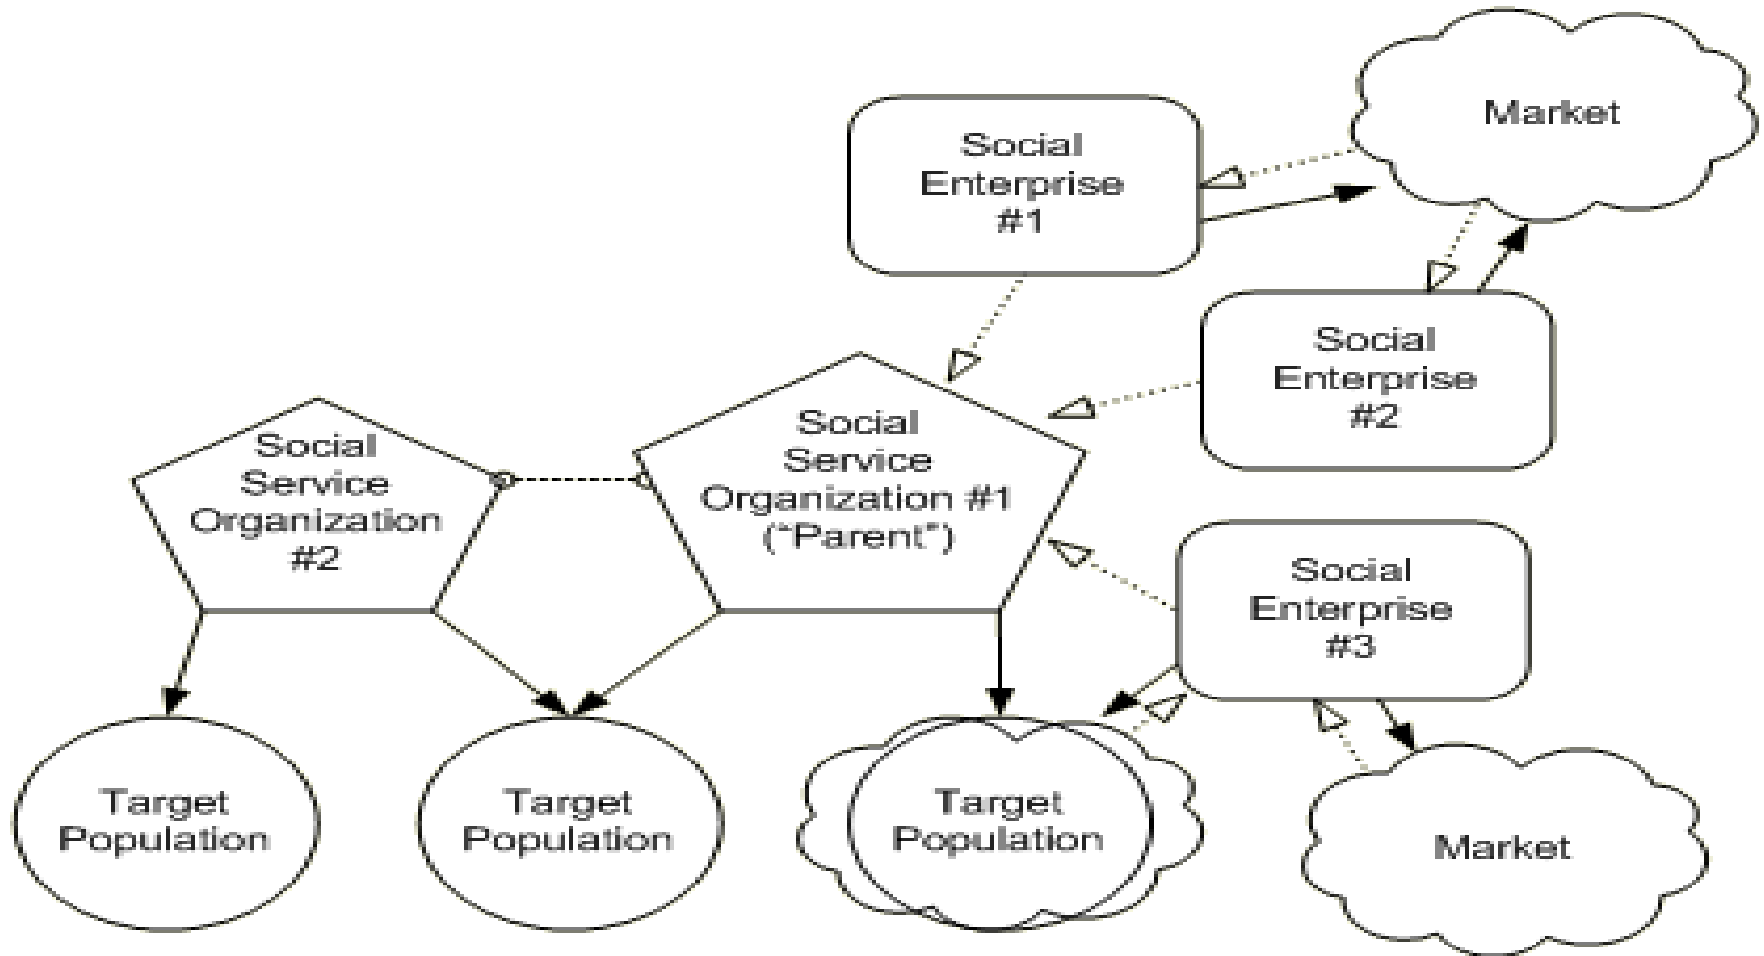 Market
Social
Enterprise
#1
Social
Enterprise
#2
Social
Service
Organization
#2
Social
Service
Organization #1
("Parent")
Social
Enterprise
#3
Target
Population
Target
Population
Target
Population
Market